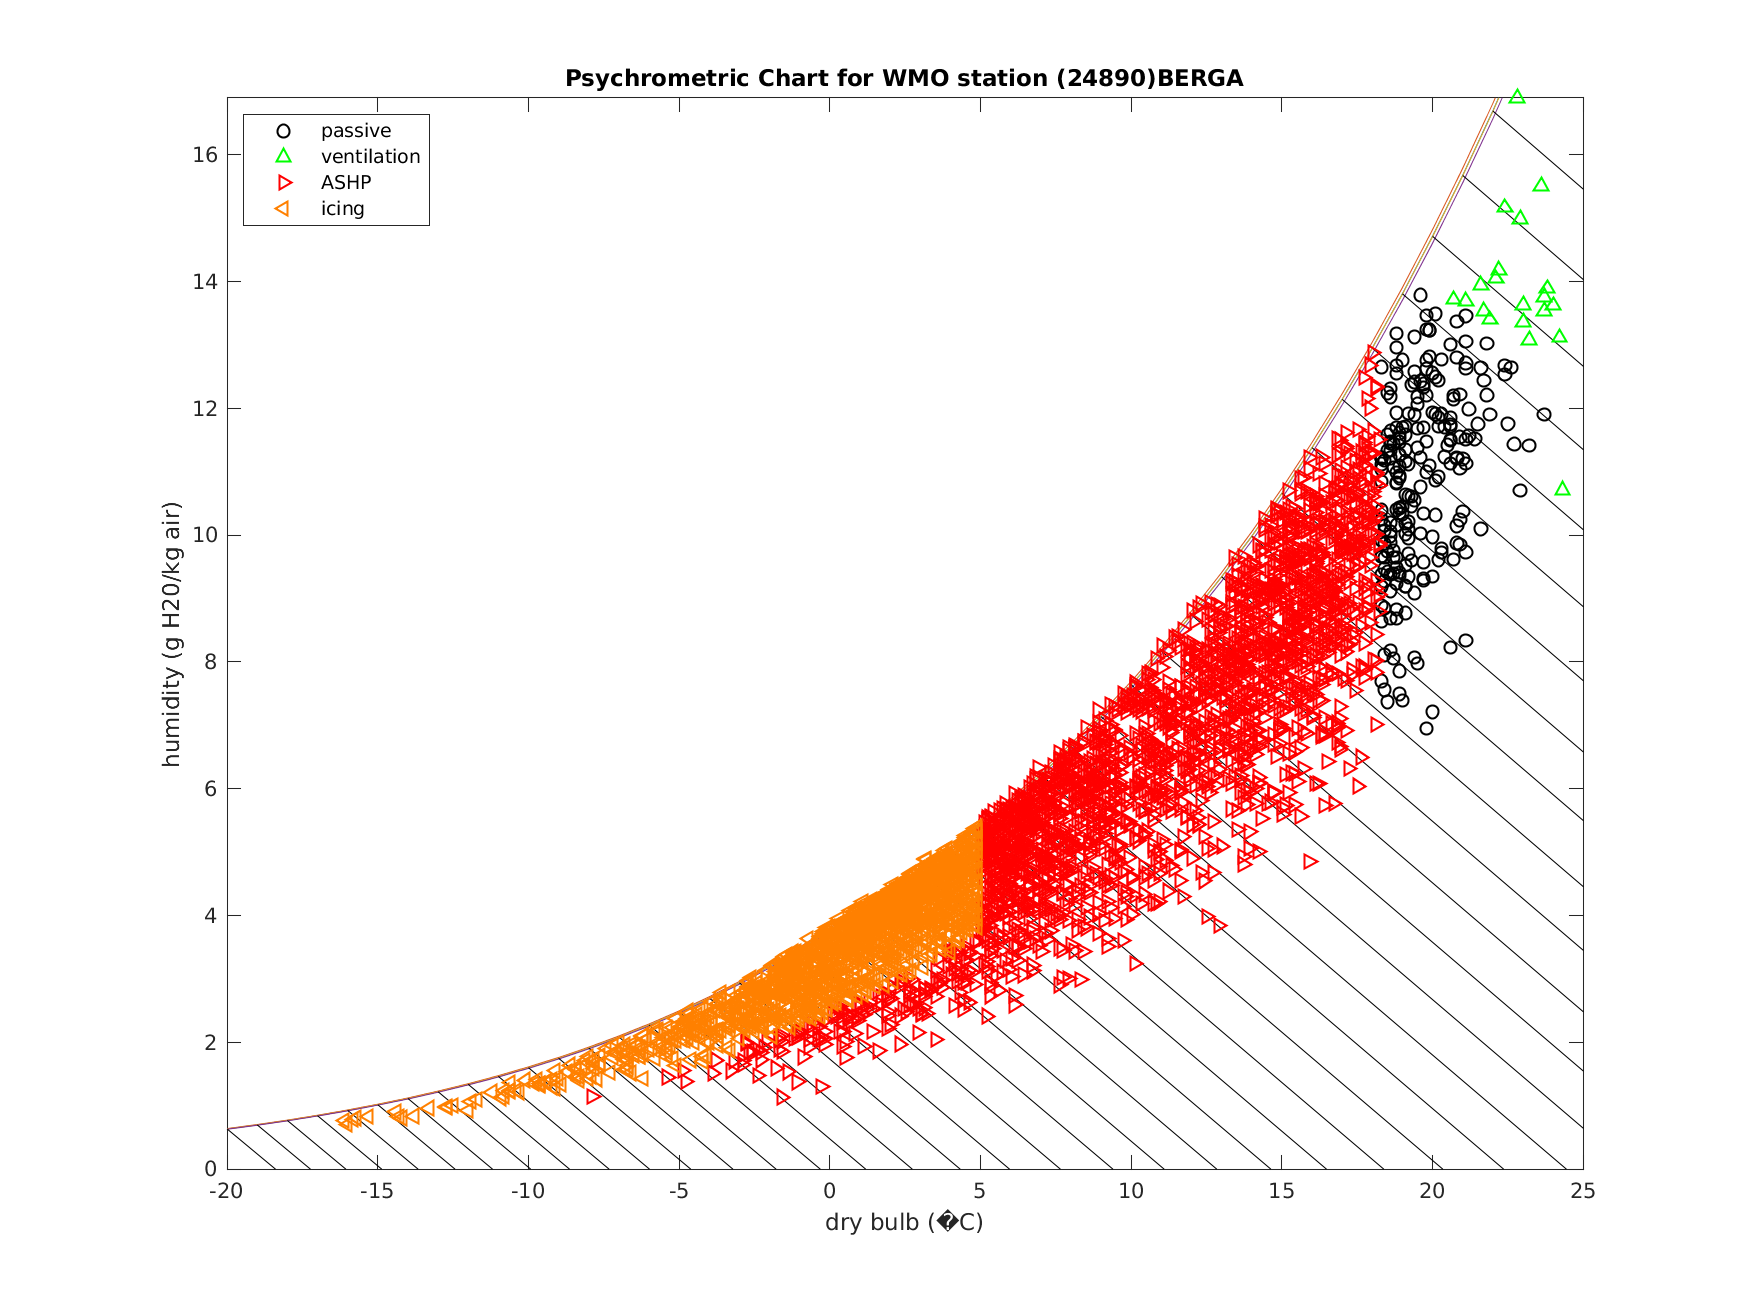 Psychrometric Chart for WMO station (24890)BERGA
passive
ventilation
ASHP
icing
humidity (g H20/kg air)
16
14
12
10
8
6
4
2
0
-20 -15 -10 -5 0 5 10 15 20 25
dry bulb (�C)